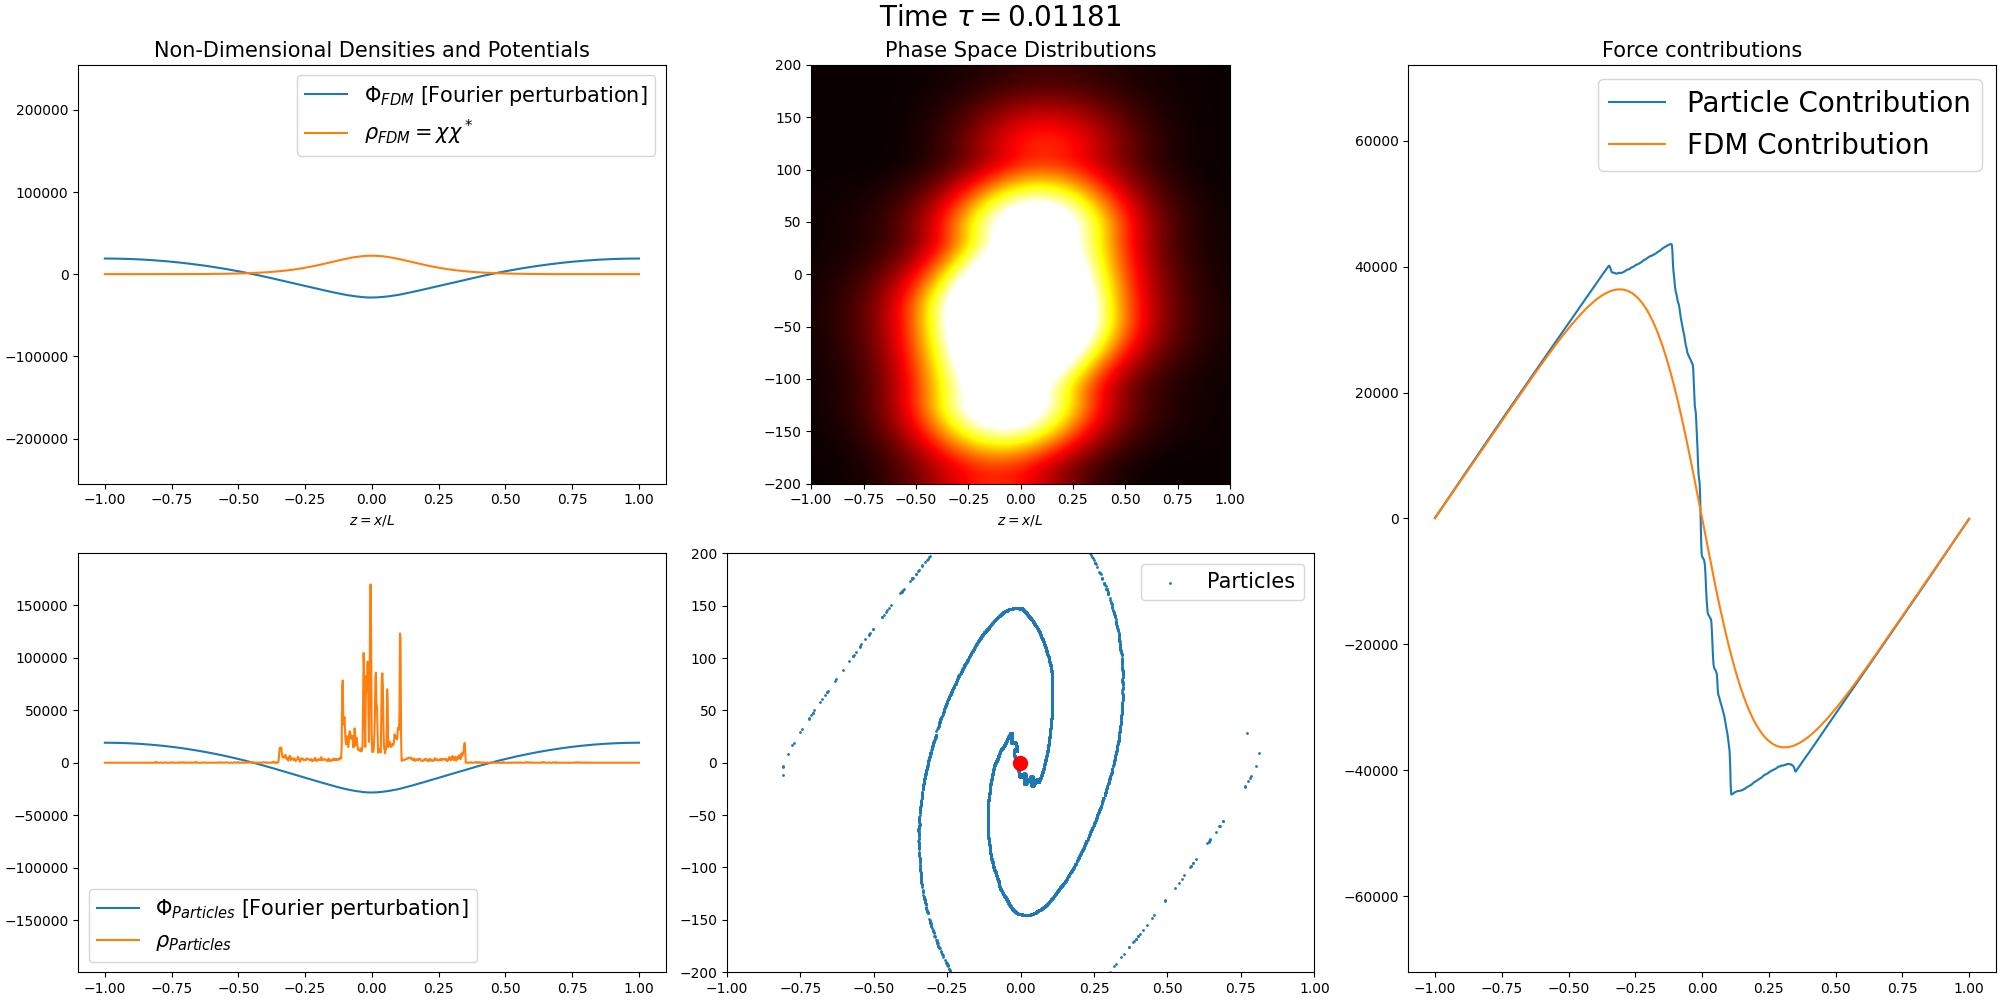 Time τ = 0.01181
Non-Dimensional Densities and Potentials
Φ_FDM [Fourier perturbation]
ρ_FDM = χχ*
200000
100000
0
−100000
−200000
−1.00 −0.75 −0.50 −0.25 0.00 0.25 0.50 0.75 1.00
z = x/L
Phase Space Distributions
200
150
100
50
0
−50
−100
−150
−200
−1.00 −0.75 −0.50 −0.25 0.00 0.25 0.50 0.75 1.00
z = x/L
Force contributions
Particle Contribution
FDM Contribution
60000
40000
20000
0
−20000
−40000
−60000
−1.00 −0.75 −0.50 −0.25 0.00 0.25 0.50 0.75 1.00
150000
100000
50000
0
−50000
−100000
−150000
Φ_Particles [Fourier perturbation]
ρ_Particles
−1.00 −0.75 −0.50 −0.25 0.00 0.25 0.50 0.75 1.00
Particles
200
150
100
50
0
−50
−100
−150
−200
−1.00 −0.75 −0.50 −0.25 0.00 0.25 0.50 0.75 1.00